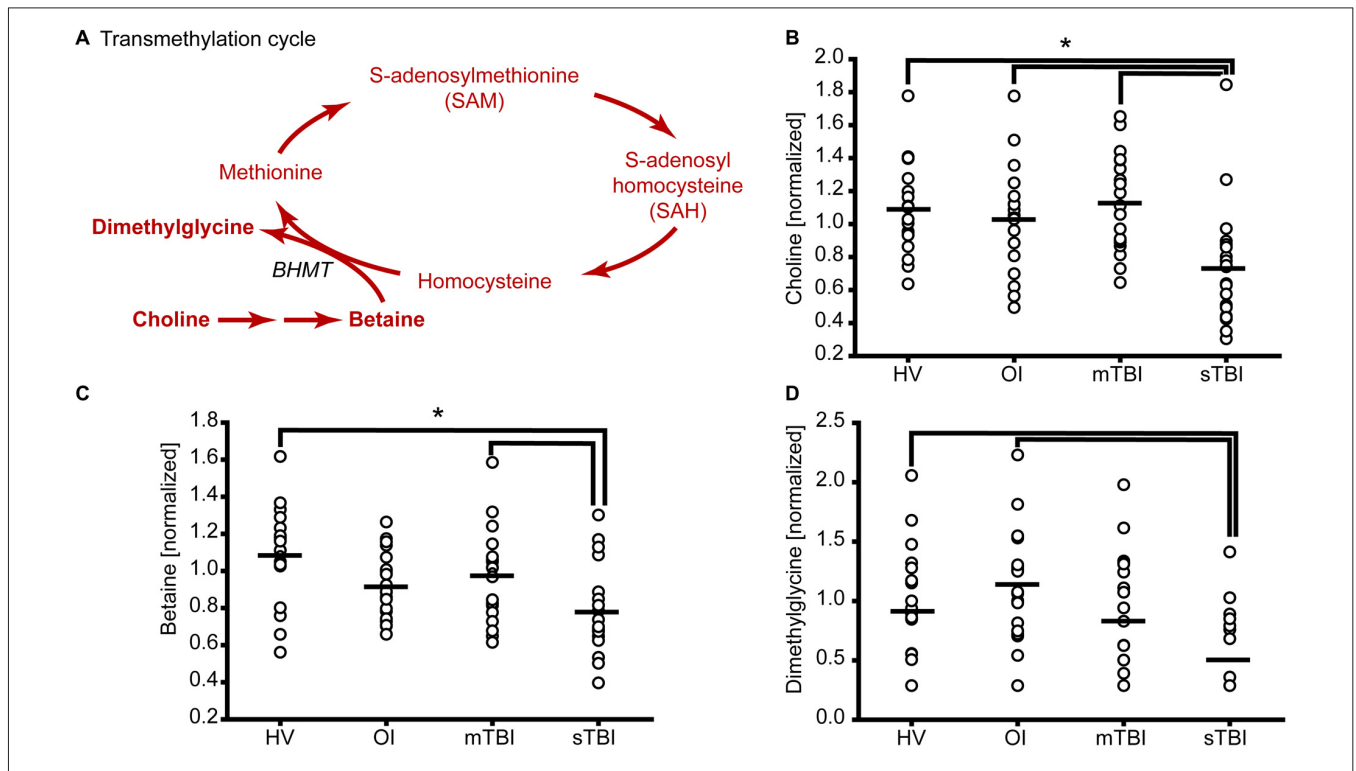 A Transmethylation cycle
S-adenosylmethionine
(SAM)
S-adenosyl
homocysteine
(SAH)
Methionine
Dimethylglycine
BHMT
Homocysteine
Choline
Betaine
B
*
Choline [normalized]
2.0
1.8
1.6
1.4
1.2
1.0
0.8
0.6
0.4
0.2
HV OI mTBI sTBI
C
*
Betaine [normalized]
1.8
1.6
1.4
1.2
1.0
0.8
0.6
0.4
0.2
HV OI mTBI sTBI
D
Dimethylglycine [normalized]
2.5
2.0
1.5
1.0
0.5
0.0
HV OI mTBI sTBI